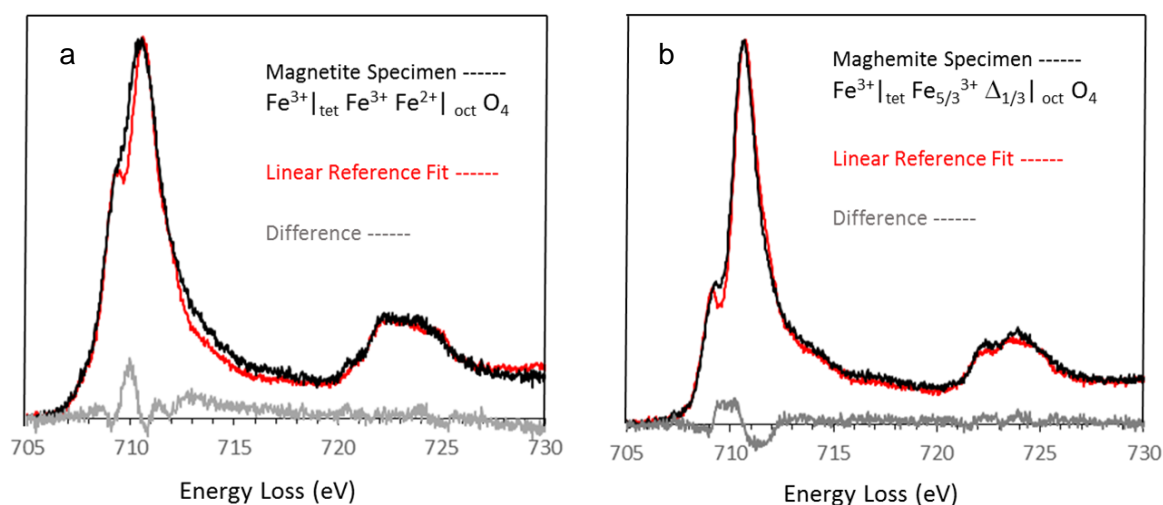 a
Magnetite Specimen ------
Fe³⁺|tet Fe³⁺ Fe²⁺| oct O₄
Linear Reference Fit ------
Difference ------
705 710 715 720 725 730
Energy Loss (eV)
b
Maghemite Specimen -----
Fe³⁺|tet Fe5/3³⁺ Δ1/3| oct O₄
Linear Reference Fit ------
Difference ------
705 710 715 720 725 730
Energy Loss (eV)